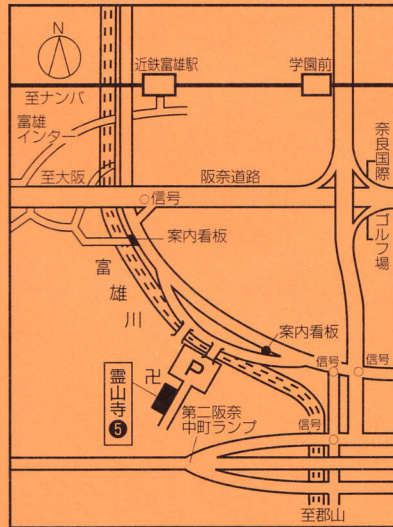 N
近鉄富雄駅
学園前
至ナンバ
富雄
インター
奈良国際
ゴルフ場
至大阪
阪奈道路
信号
案内看板
富雄川
案内看板
信号
信号
P
卍
霊山寺
5
第二阪奈
中町ランプ
信号
至郡山